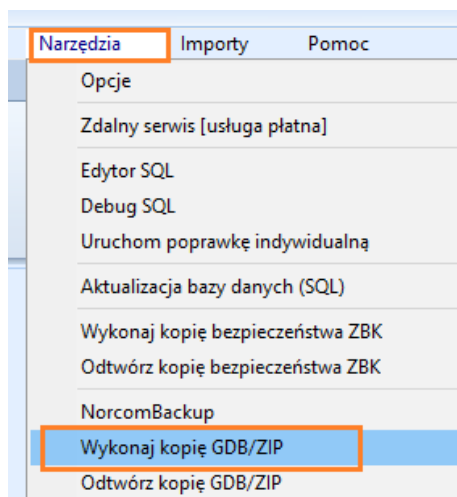 Narzędzia Importy Pomoc
Opcje
Zdalny serwis [usługa płatna]
Edytor SQL
Debug SQL
Uruchom poprawkę indywidualną
Aktualizacja bazy danych (SQL)
Wykonaj kopię bezpieczeństwa ZBK
Odtwórz kopię bezpieczeństwa ZBK
NorcomBackup
Wykonaj kopię GDB/ZIP
Odtwórz kopię GDB/ZIP